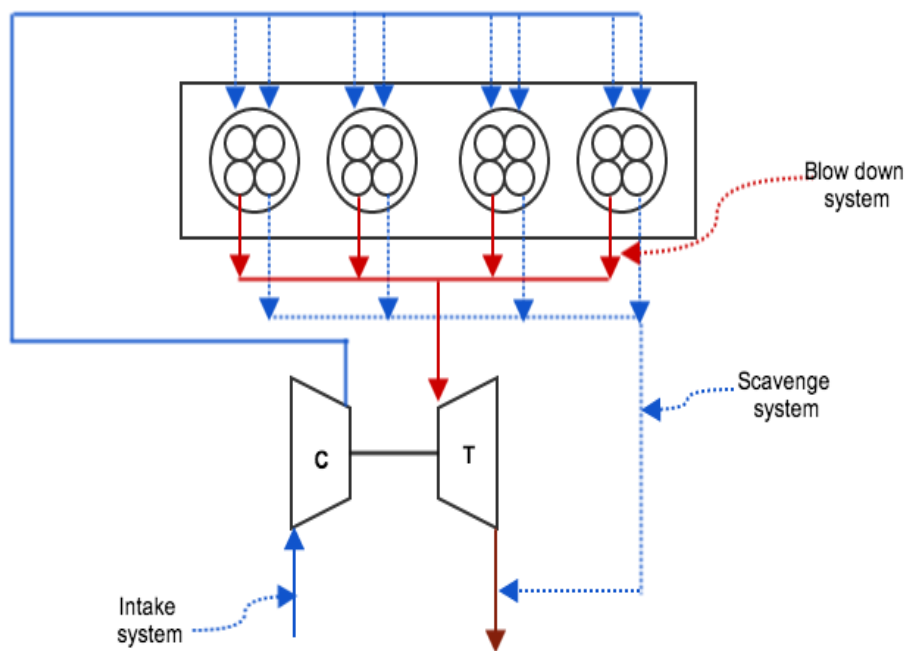 Blow down
system
Scavenge
system
C
T
Intake
system